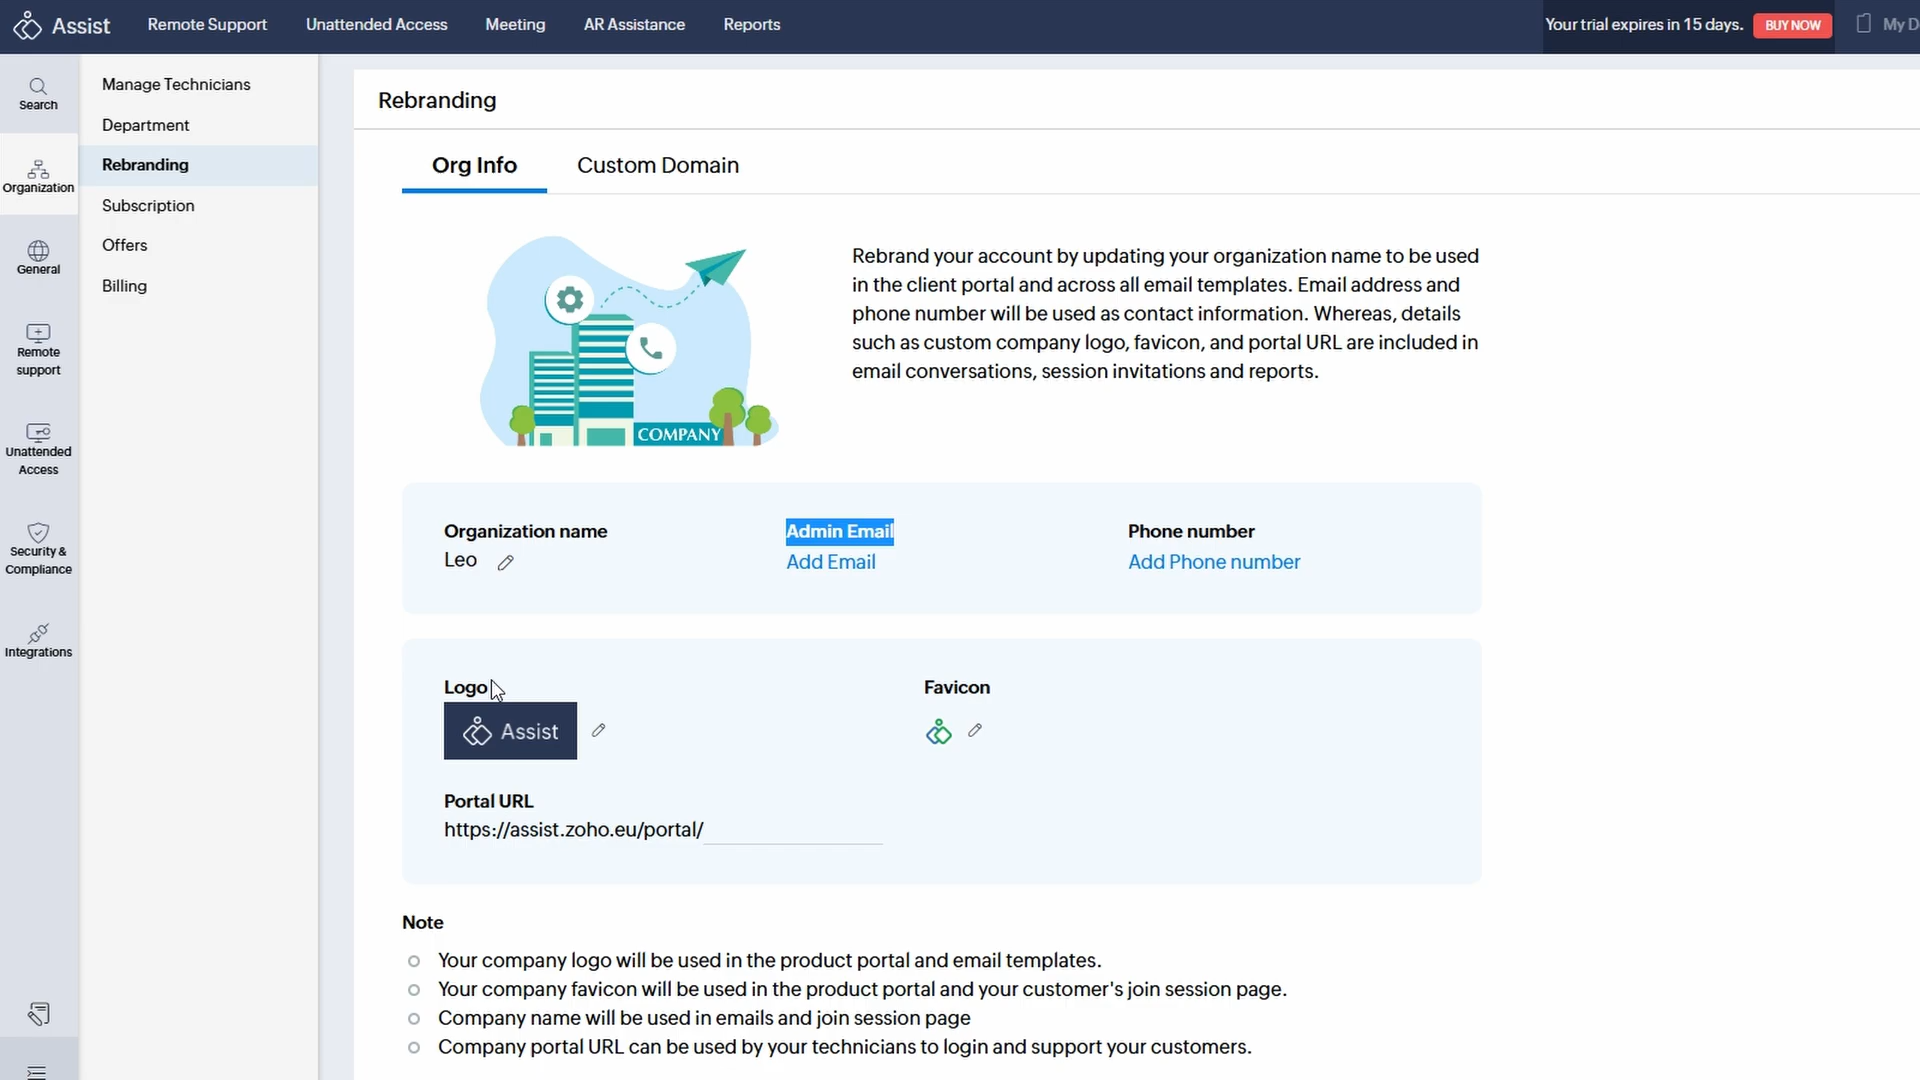 Assist
Remote Support
Unattended Access
Meeting
AR Assistance
Reports
Your trial expires in 15 days.
BUY NOW
My D
Search
Organization
General
Remote
support
Unattended
Access
Security &
Compliance
Integrations
Manage Technicians
Department
Rebranding
Subscription
Offers
Billing
Rebranding
Org Info
Custom Domain
COMPANY
Rebrand your account by updating your organization name to be used
in the client portal and across all email templates. Email address and
phone number will be used as contact information. Whereas, details
such as custom company logo, favicon, and portal URL are included in
email conversations, session invitations and reports.
Organization name
Leo
Admin Email
Add Email
Phone number
Add Phone number
Logo
Assist
Favicon
Portal URL
https://assist.zoho.eu/portal/
Note
Your company logo will be used in the product portal and email templates.
Your company favicon will be used in the product portal and your customer's join session page.
Company name will be used in emails and join session page
Company portal URL can be used by your technicians to login and support your customers.